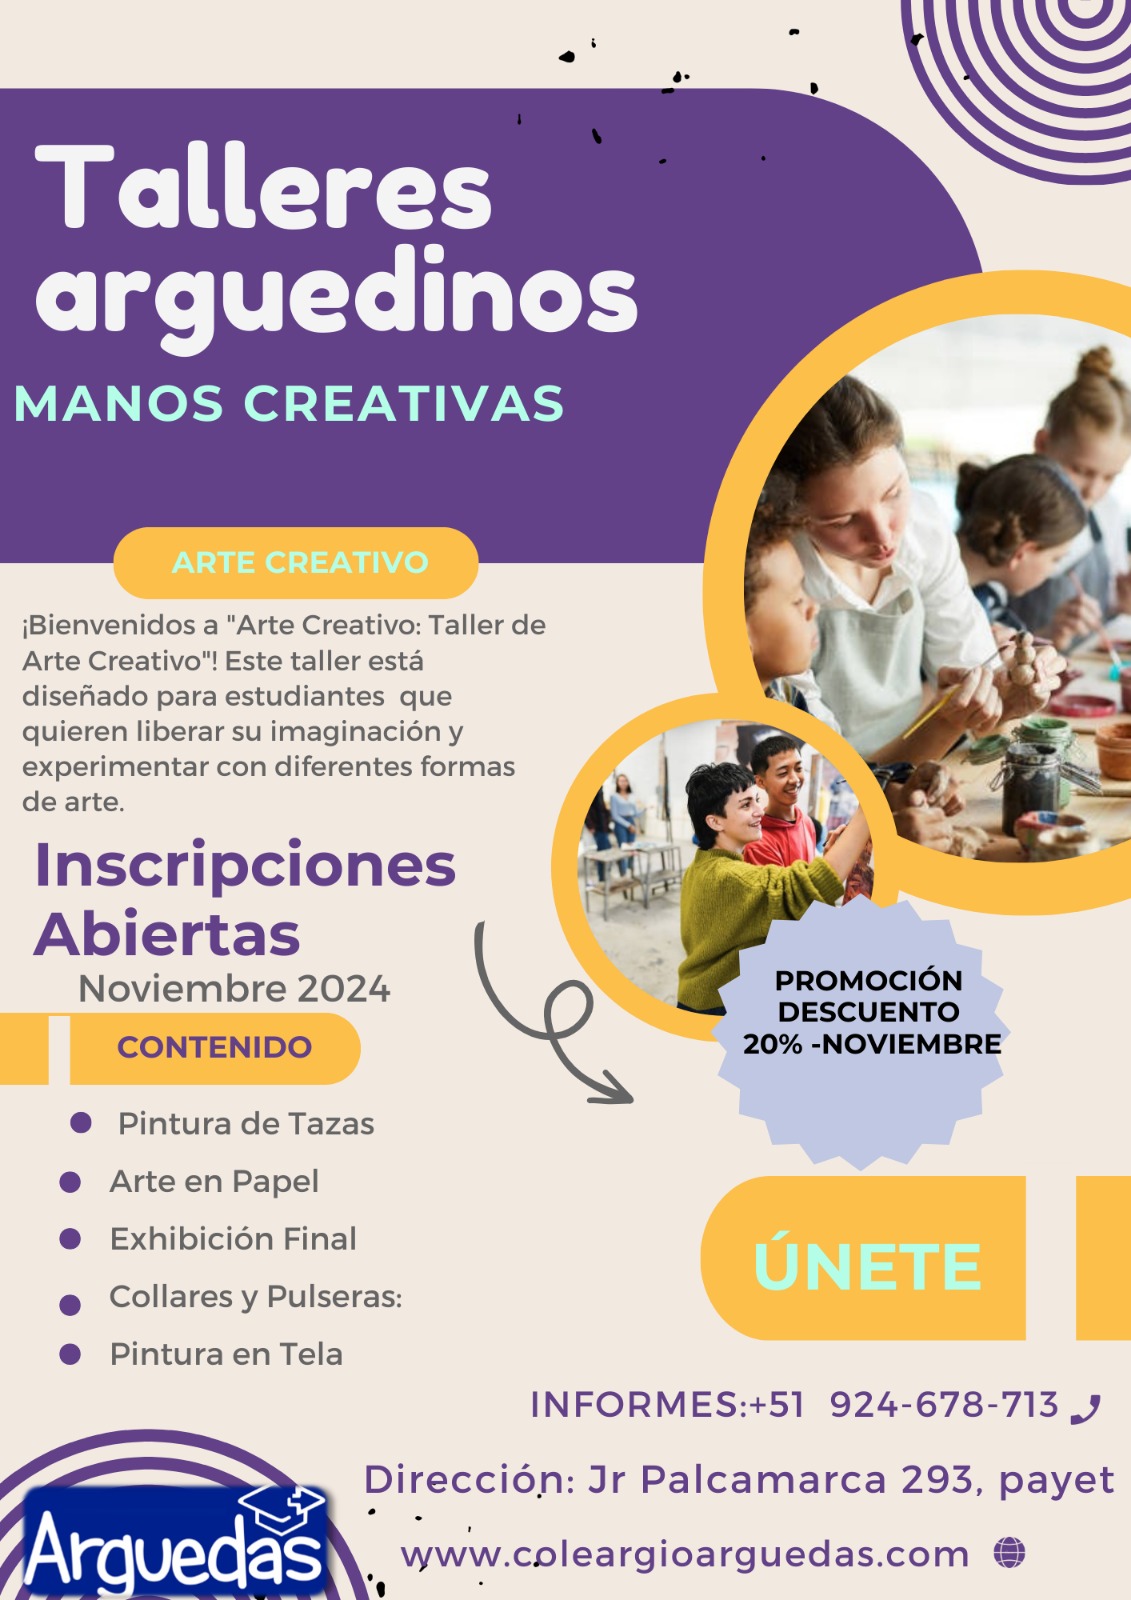 Talleres
arguedinos
MANOS CREATIVAS
ARTE CREATIVO
¡Bienvenidos a "Arte Creativo: Taller de
Arte Creativo"! Este taller está
diseñado para estudiantes que
quieren liberar su imaginación y
experimentar con diferentes formas
de arte.
Inscripciones
Abiertas
Noviembre 2024
CONTENIDO
Pintura de Tazas
Arte en Papel
Exhibición Final
Collares y Pulseras:
Pintura en Tela
PROMOCIÓN
DESCUENTO
20% -NOVIEMBRE
ÚNETE
INFORMES:+51 924-678-713
Dirección: Jr Palcamarca 293, payet
www.coleargioarguedas.com
Arguedas